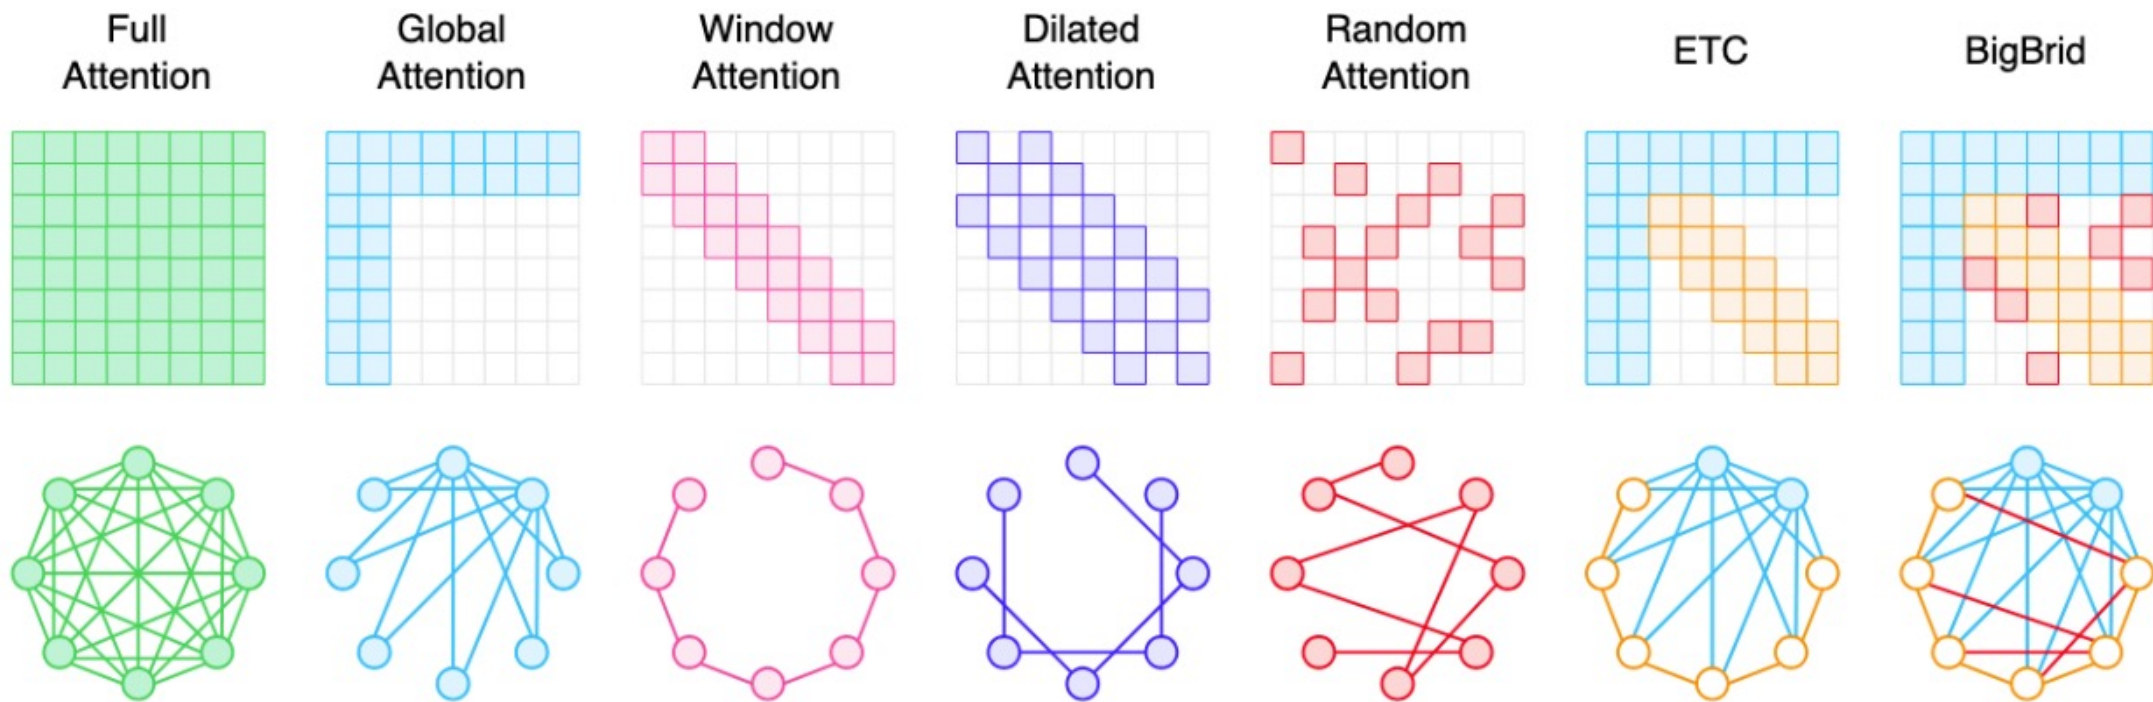 Full
Attention
Global
Attention
Window
Attention
Dilated
Attention
Random
Attention
ETC
BigBrid